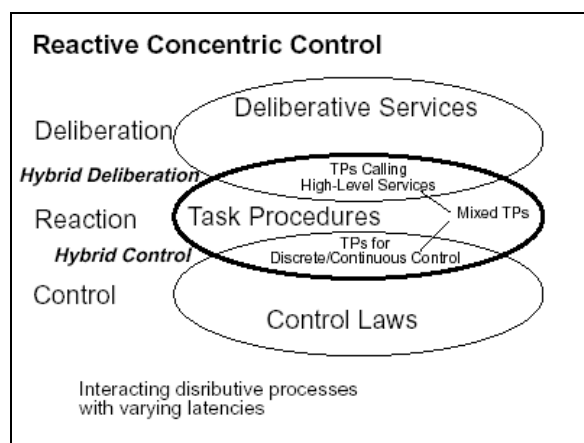 Reactive Concentric Control
Deliberative Services
Deliberation
Hybrid Deliberation
TPs Calling
High-Level Services
Reaction
Task Procedures
Mixed TPs
Hybrid Control
TPs for
Discrete/Continuous Control
Control
Control Laws
Interacting disributive processes
with varying latencies